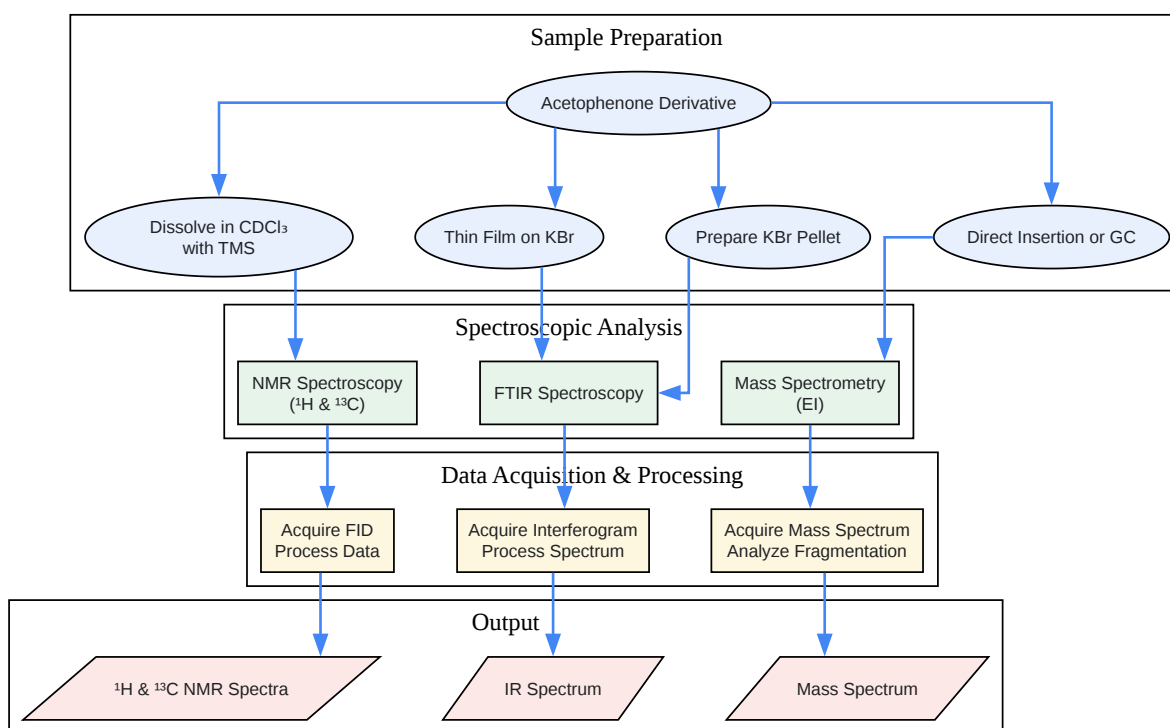 Sample Preparation
Acetophenone Derivative
Dissolve in CDCl₃
with TMS
Thin Film on KBr
Prepare KBr Pellet
Direct Insertion or GC
Spectroscopic Analysis
NMR Spectroscopy
(¹H & ¹³C)
FTIR Spectroscopy
Mass Spectrometry
(EI)
Data Acquisition & Processing
Acquire FID
Process Data
Acquire Interferogram
Process Spectrum
Acquire Mass Spectrum
Analyze Fragmentation
Output
¹H & ¹³C NMR Spectra
IR Spectrum
Mass Spectrum